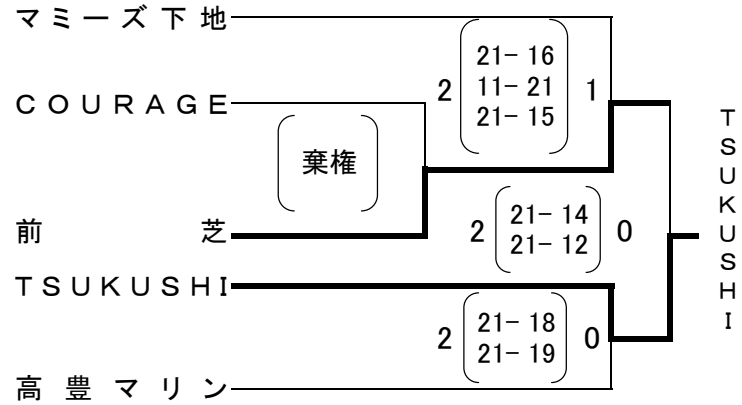 マミーズ下地
2 21-16 1
11-21
21-15
COURAGE
棄権
前芝
2 21-14 0
21-12
TSUKUSHI
2 21-18 0
21-19
高豊マリン
TSUKUSHI